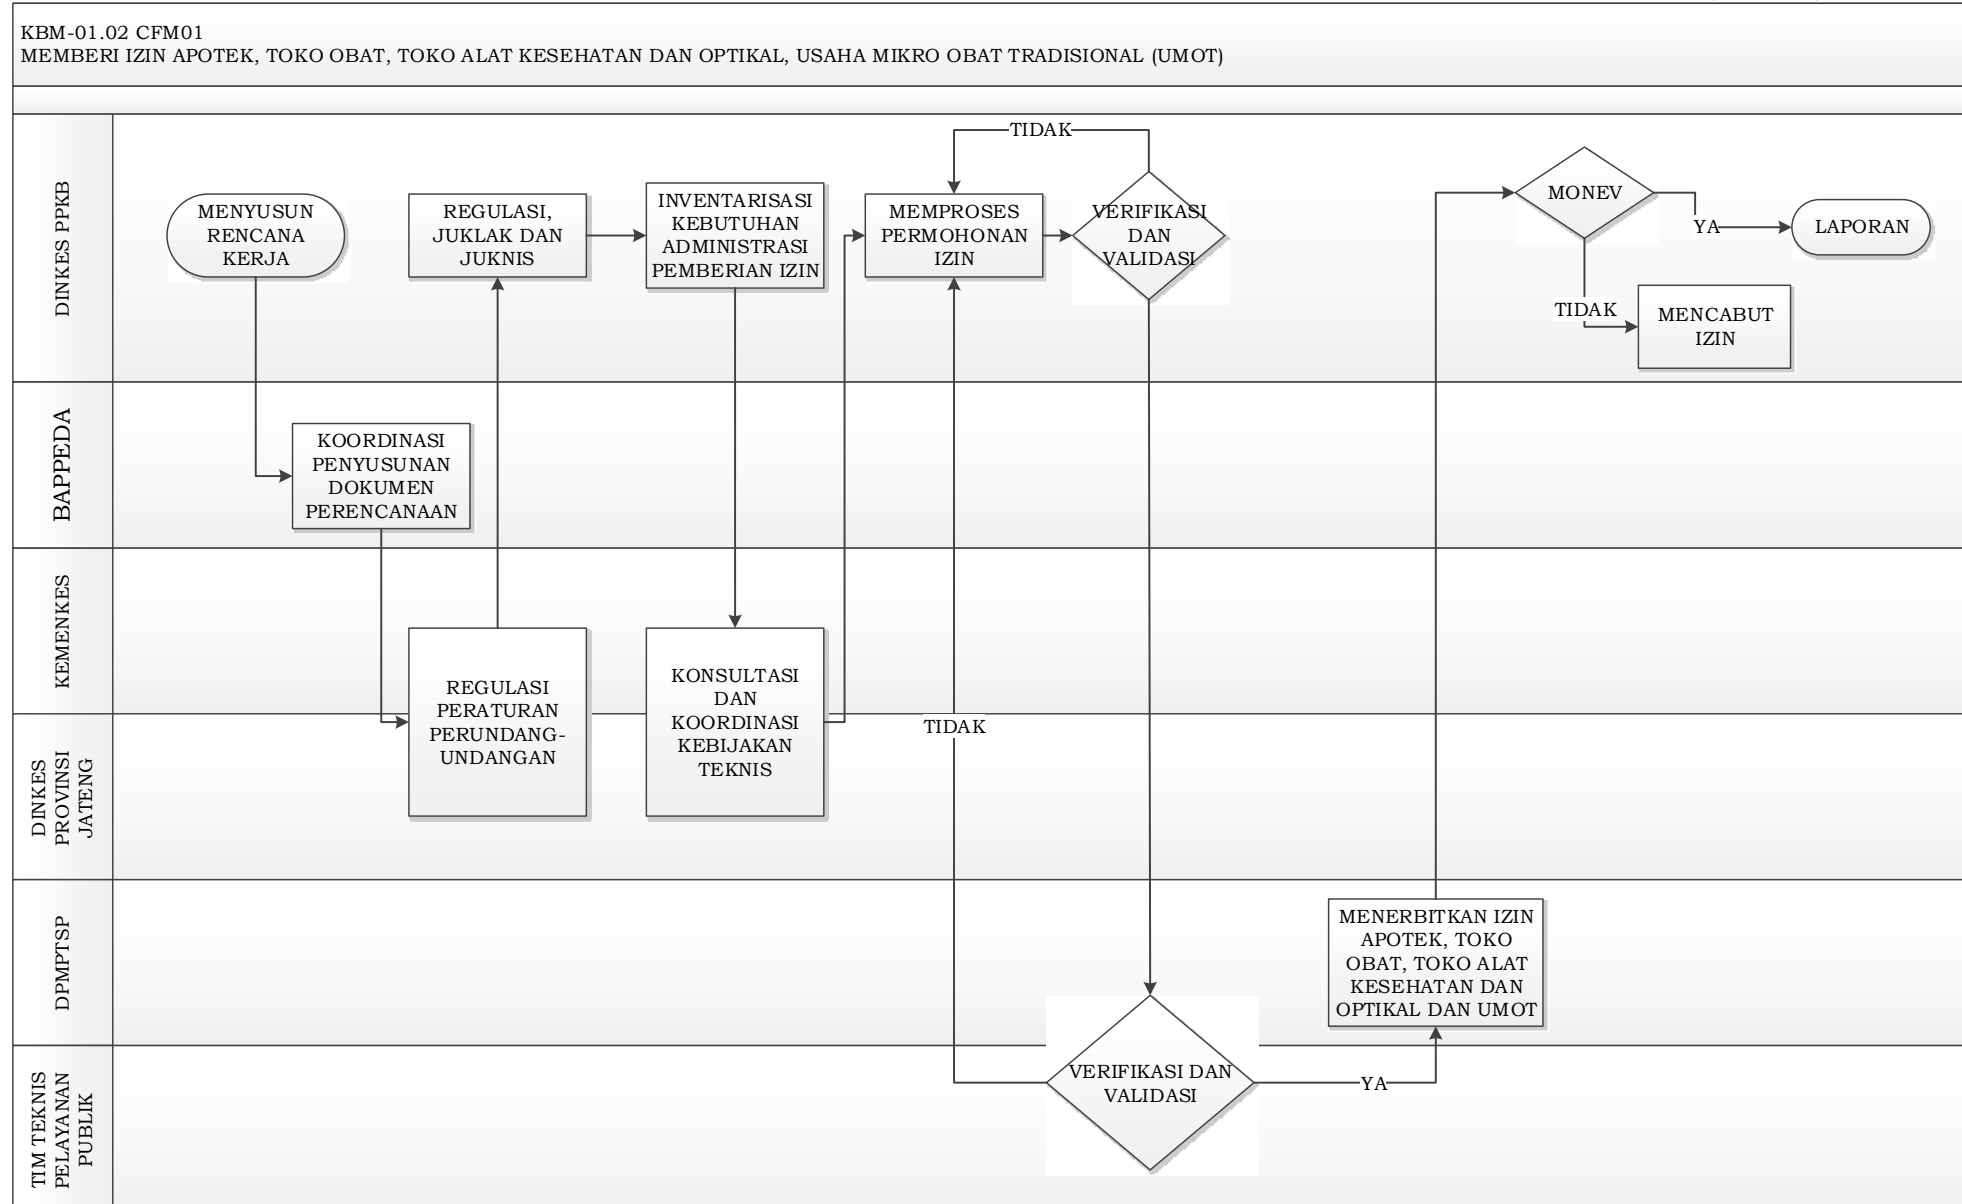 KBM-01.02 CFM01
MEMBERI IZIN APOTEK, TOKO OBAT, TOKO ALAT KESEHATAN DAN OPTIKAL, USAHA MIKRO OBAT TRADISIONAL (UMOT)
DINKES PPKB
MENYUSUN
RENCANA
KERJA
REGULASI,
JUKLAK DAN
JUKNIS
INVENTARISASI
KEBUTUHAN
ADMINISTRASI
PEMBERIAN IZIN
MEMPROSES
PERMOHONAN
IZIN
TIDAK
VERIFIKASI
DAN
VALIDASI
MONEV
YA
LAPORAN
TIDAK
MENCABUT
IZIN
BAPPEDA
KOORDINASI
PENYUSUNAN
DOKUMEN
PERENCANAAN
KEMENKES
REGULASI
PERATURAN
PERUNDANG-
UNDANGAN
KONSULTASI
DAN
KOORDINASI
KEBIJAKAN
TEKNIS
TIDAK
DINKES
PROVINSI
JATENG
DPMPTSP
MENERBITKAN IZIN
APOTEK, TOKO
OBAT, TOKO ALAT
KESEHATAN DAN
OPTIKAL DAN UMOT
TIM TEKNIS
PELAYANAN
PUBLIK
VERIFIKASI DAN
VALIDASI
YA